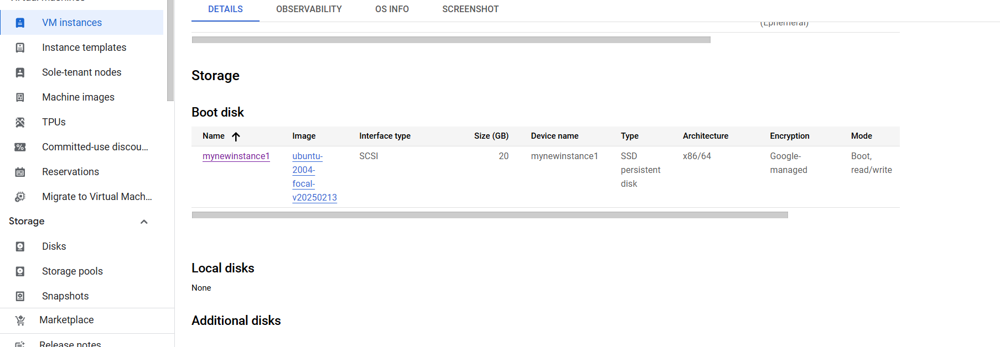 VM instances
Instance templates
Sole-tenant nodes
Machine images
TPUs
Committed-use discou...
Reservations
Migrate to Virtual Mach...
Storage
Disks
Storage pools
Snapshots
Marketplace
Release notes
DETAILS OBSERVABILITY OS INFO SCREENSHOT
(Ephemeral)
Storage
Boot disk
Name Image Interface type Size (GB) Device name Type Architecture Encryption Mode
mynewinstance1 ubuntu- SCSI 20 mynewinstance1 SSD x86/64 Google- Boot,
2004- persistent managed read/write
focal- disk
v20250213
Local disks
None
Additional disks